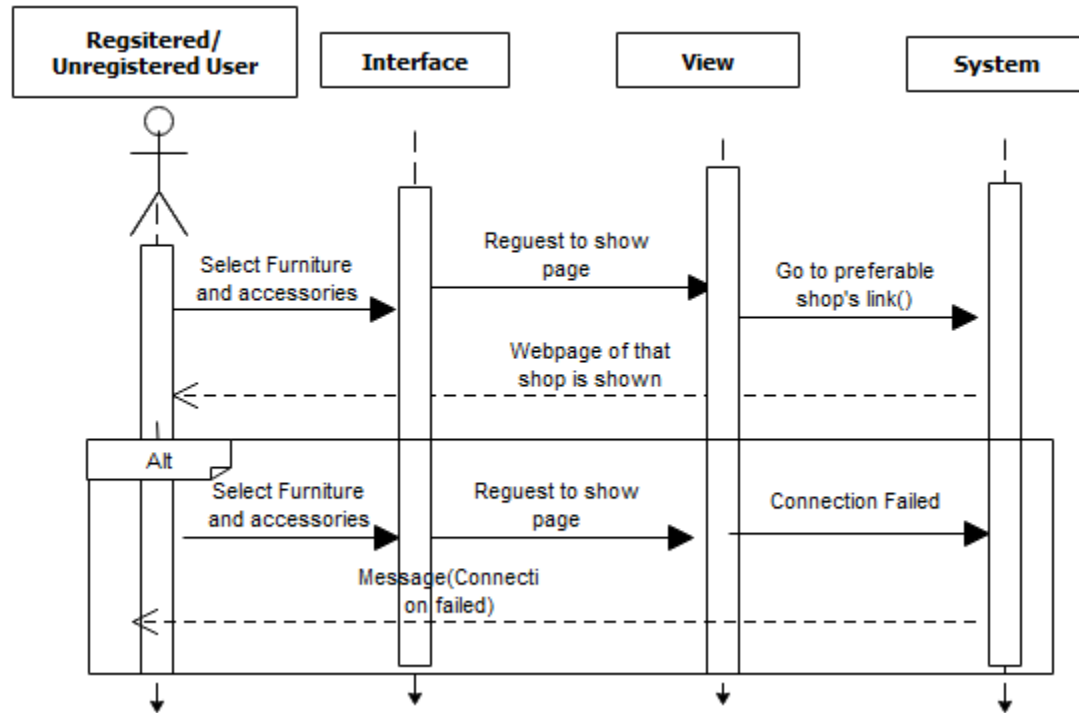 Regsitered/
Unregistered User
Interface
View
System
Select Furniture
and accessories
Reguest to show
page
Go to preferable
shop's link()
Webpage of that
shop is shown
Alt
Select Furniture
and accessories
Reguest to show
page
Connection Failed
Message(Connecti
on failed)